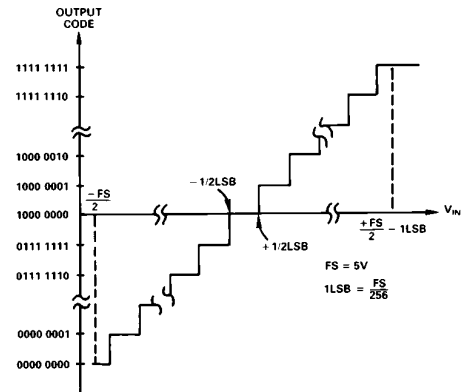 OUTPUT
CODE
1111 1111
1111 1110
1000 0010
1000 0001
1000 0000
0111 1111
0111 1110
0000 0001
0000 0000
-FS
2
-1/2LSB
+1/2LSB
VIN
+FS
2
- 1LSB
FS = 5V
1LSB = FS
256